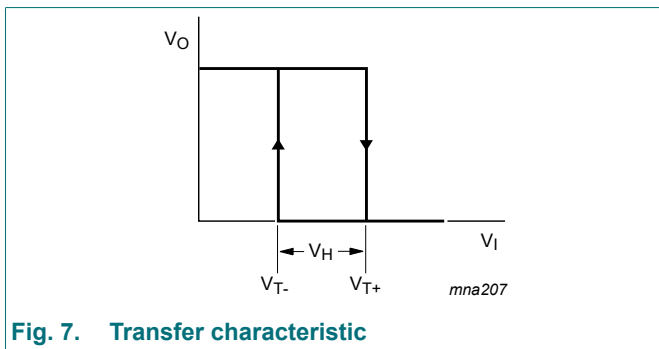 VO
VH
VI
VT-
VT+
mna207
Fig. 7. Transfer characteristic